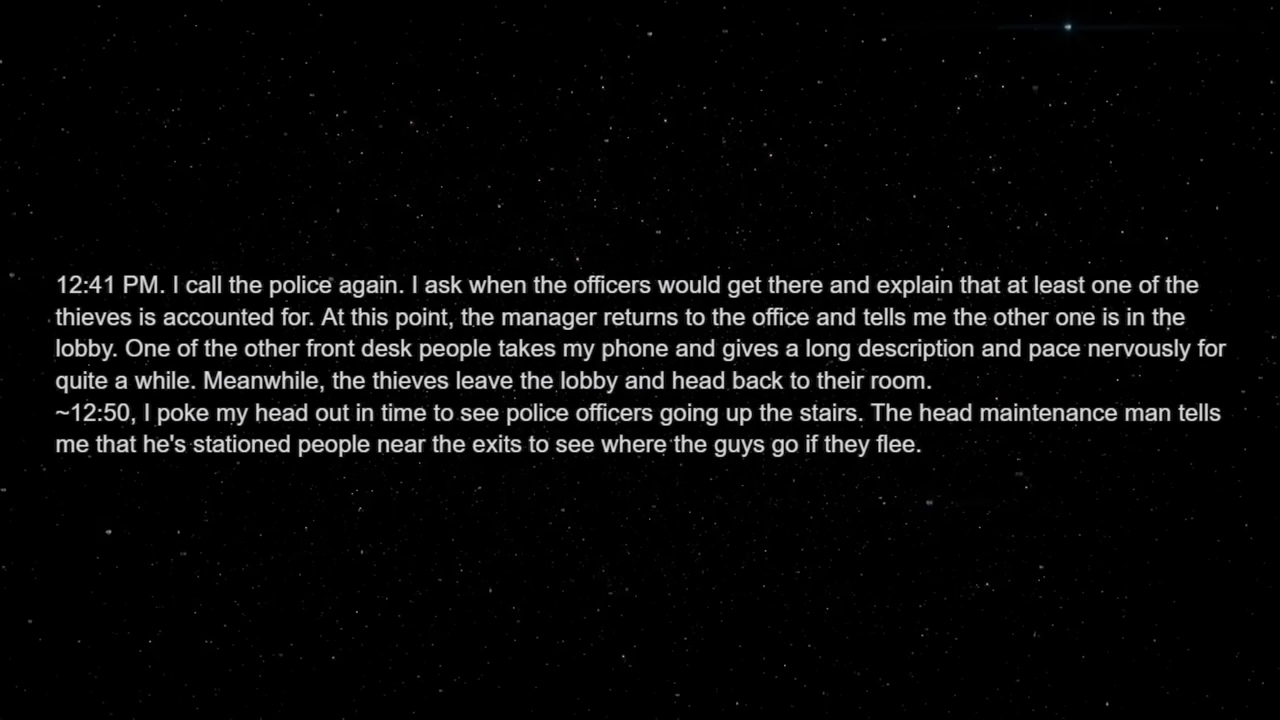 12:41 PM. I call the police again. I ask when the officers would get there and explain that at least one of the
thieves is accounted for. At this point, the manager returns to the office and tells me the other one is in the
lobby. One of the other front desk people takes my phone and gives a long description and pace nervously for
quite a while. Meanwhile, the thieves leave the lobby and head back to their room.
~12:50, I poke my head out in time to see police officers going up the stairs. The head maintenance man tells
me that he's stationed people near the exits to see where the guys go if they flee.